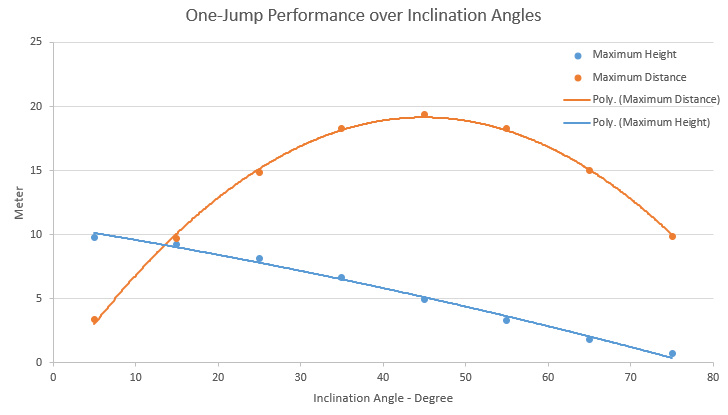 One-Jump Performance over Inclination Angles
25
20
15
10
5
0
Meter
0 10 20 30 40 50 60 70 80
Inclination Angle - Degree
Maximum Height
Maximum Distance
Poly. (Maximum Distance)
Poly. (Maximum Height)